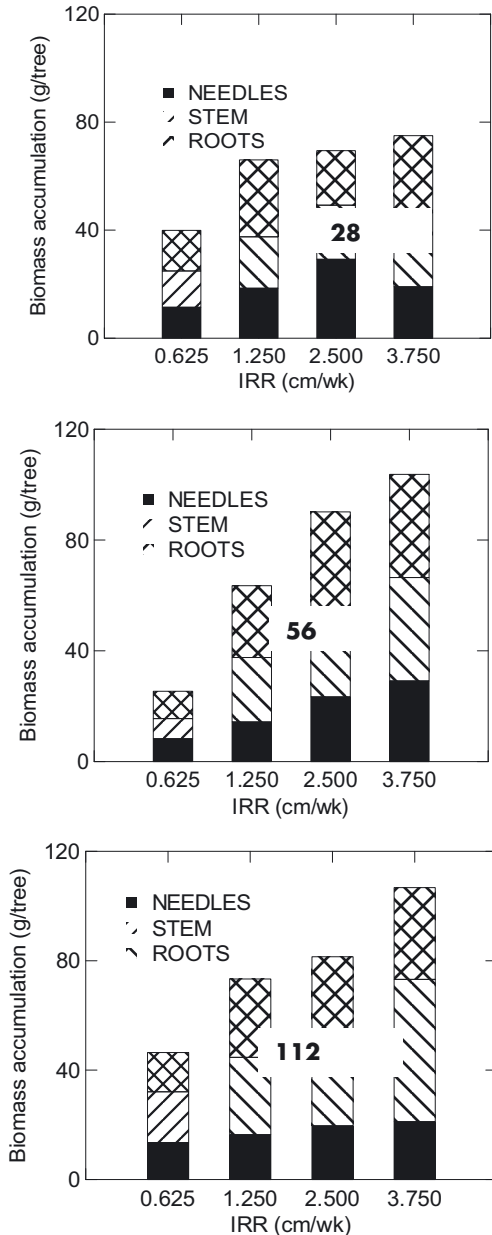 120
80
40
0
Biomass accumulation (g/tree)
NEEDLES
STEM
ROOTS
28
0.625 1.250 2.500 3.750
IRR (cm/wk)
120
80
40
0
Biomass accumulation (g/tree)
NEEDLES
STEM
ROOTS
56
0.625 1.250 2.500 3.750
IRR (cm/wk)
120
80
40
0
Biomass accumulation (g/tree)
NEEDLES
STEM
ROOTS
112
0.625 1.250 2.500 3.750
IRR (cm/wk)